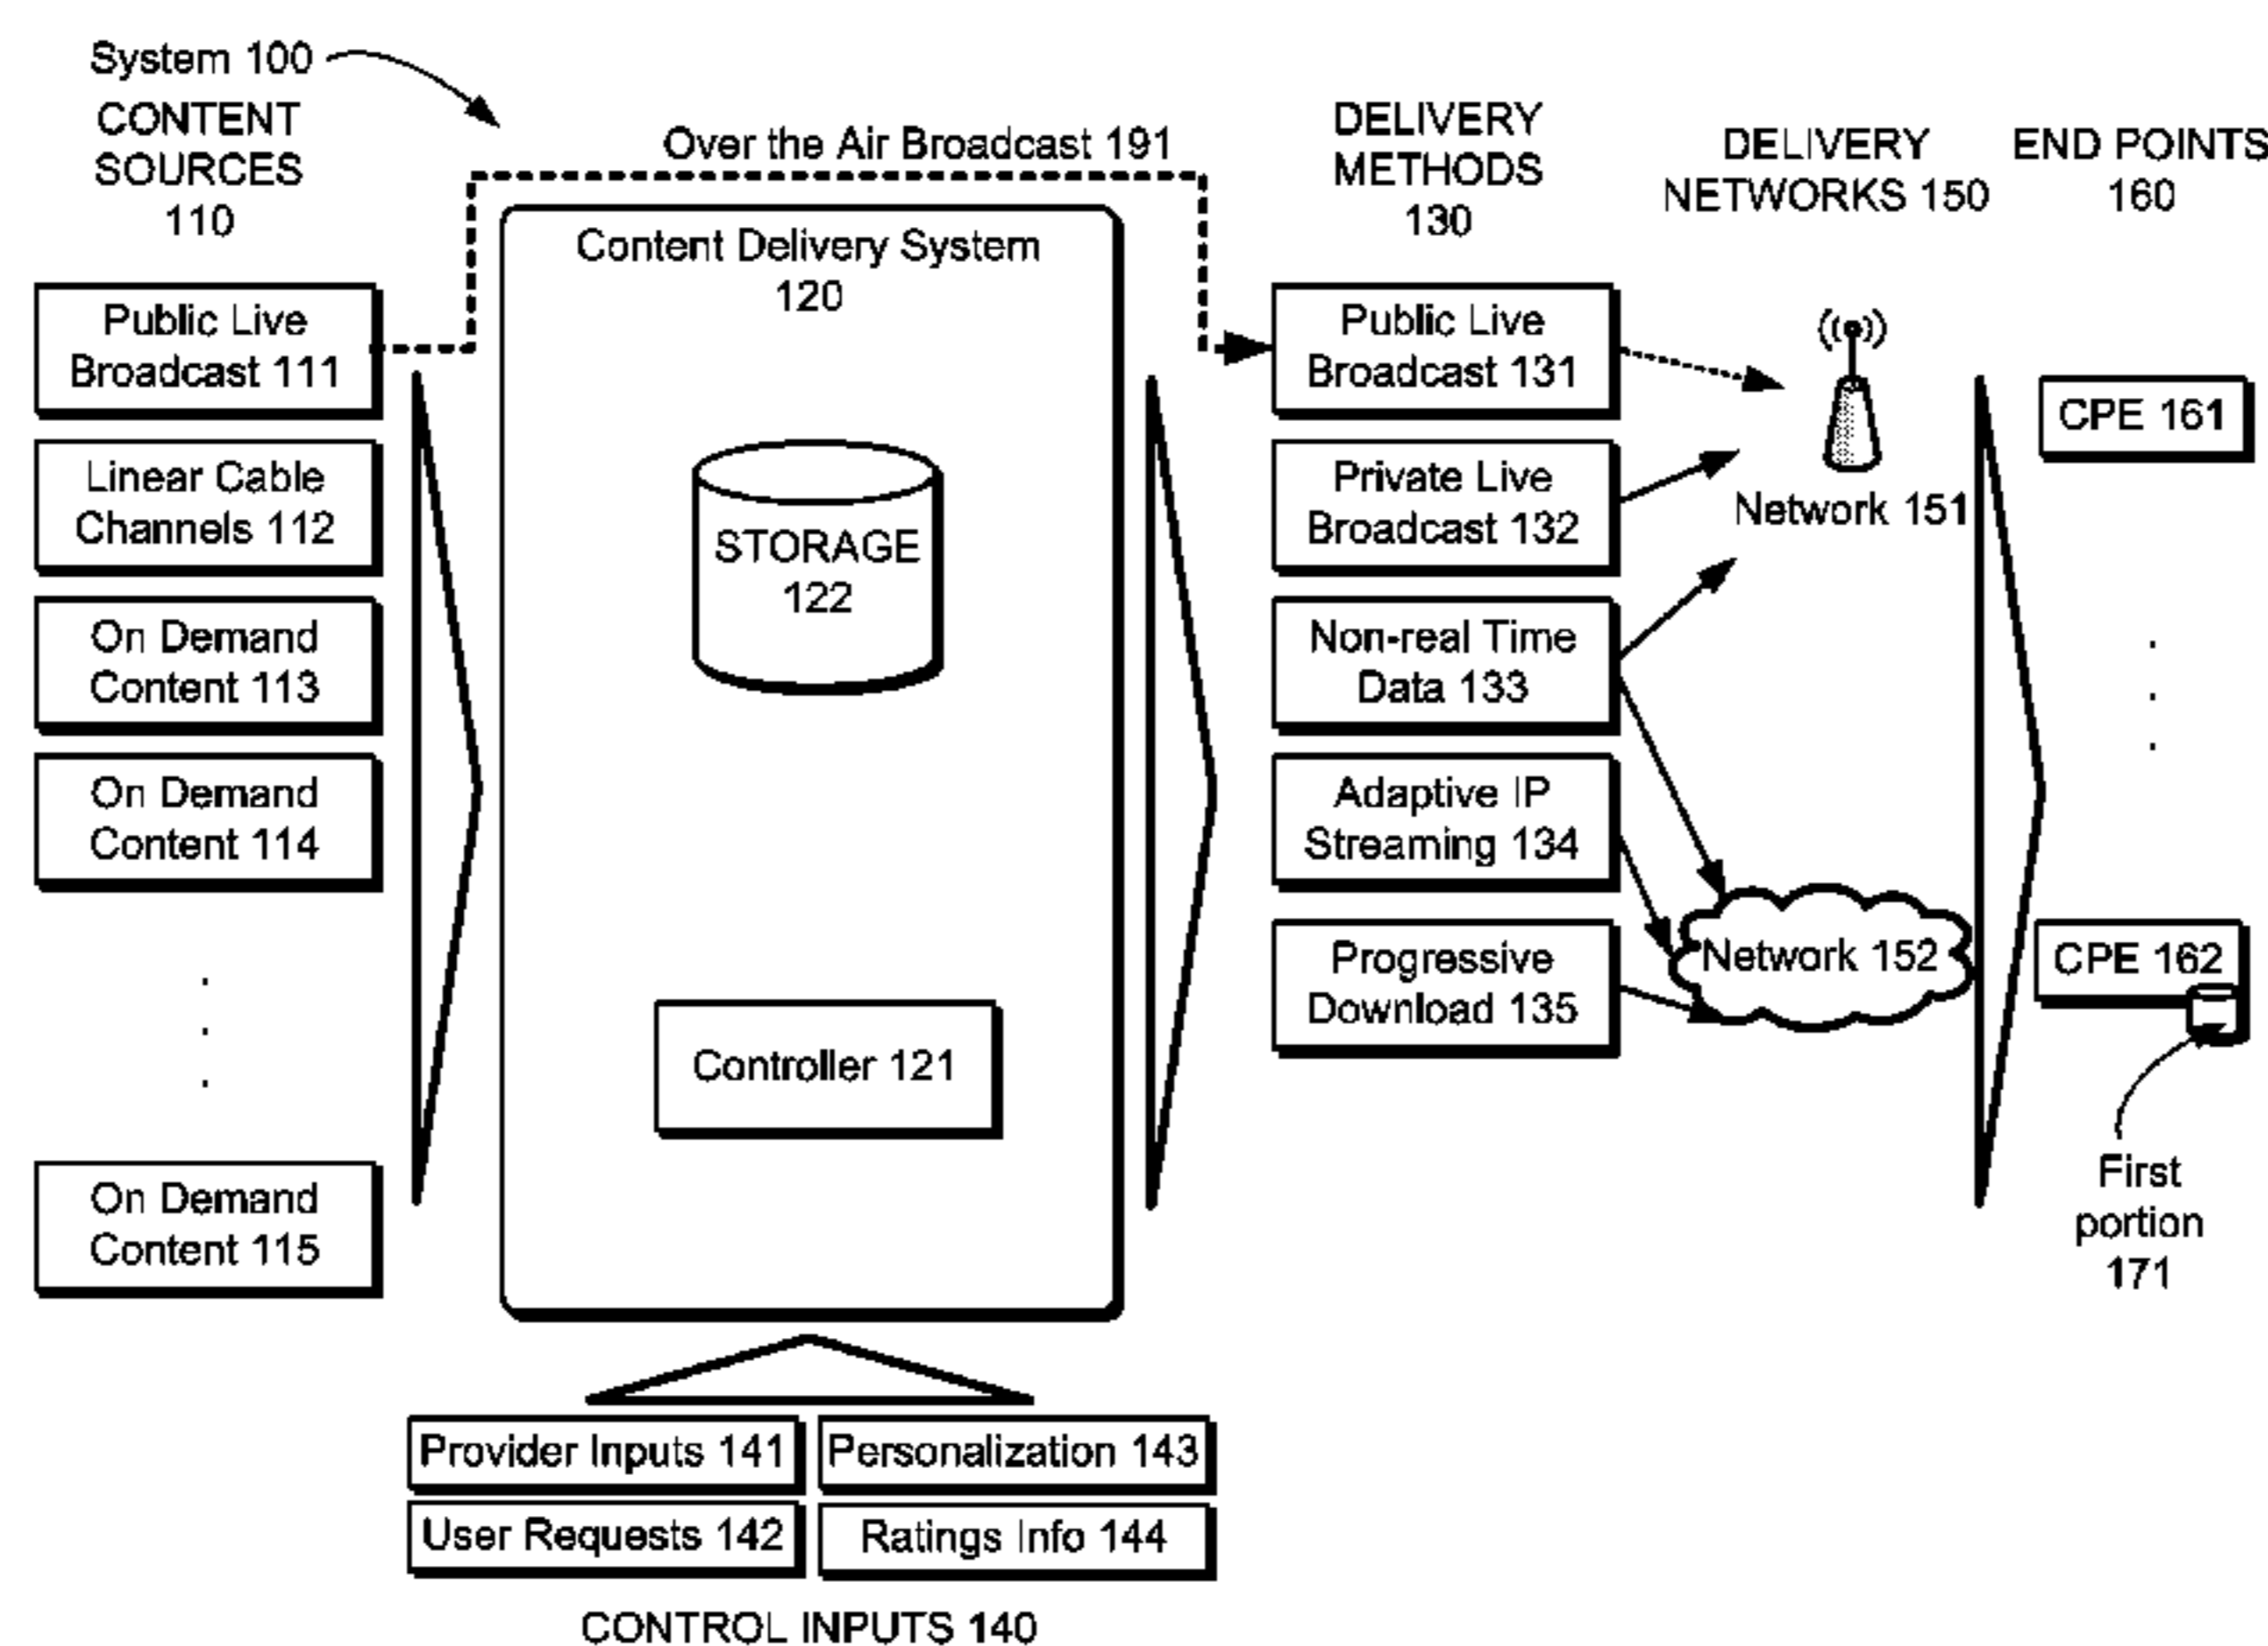 System 100
CONTENT
SOURCES
110
Public Live
Broadcast 111
Linear Cable
Channels 112
On Demand
Content 113
On Demand
Content 114
.
.
.
On Demand
Content 115
Over the Air Broadcast 191
Content Delivery System
120
STORAGE
122
Controller 121
Provider Inputs 141
Personalization 143
User Requests 142
Ratings Info 144
CONTROL INPUTS 140
DELIVERY
METHODS
130
Public Live
Broadcast 131
Private Live
Broadcast 132
Non-real Time
Data 133
Adaptive IP
Streaming 134
Progressive
Download 135
DELIVERY
NETWORKS 150
Network 151
Network 152
END POINTS
160
CPE 161
.
.
.
CPE 162
First
portion
171